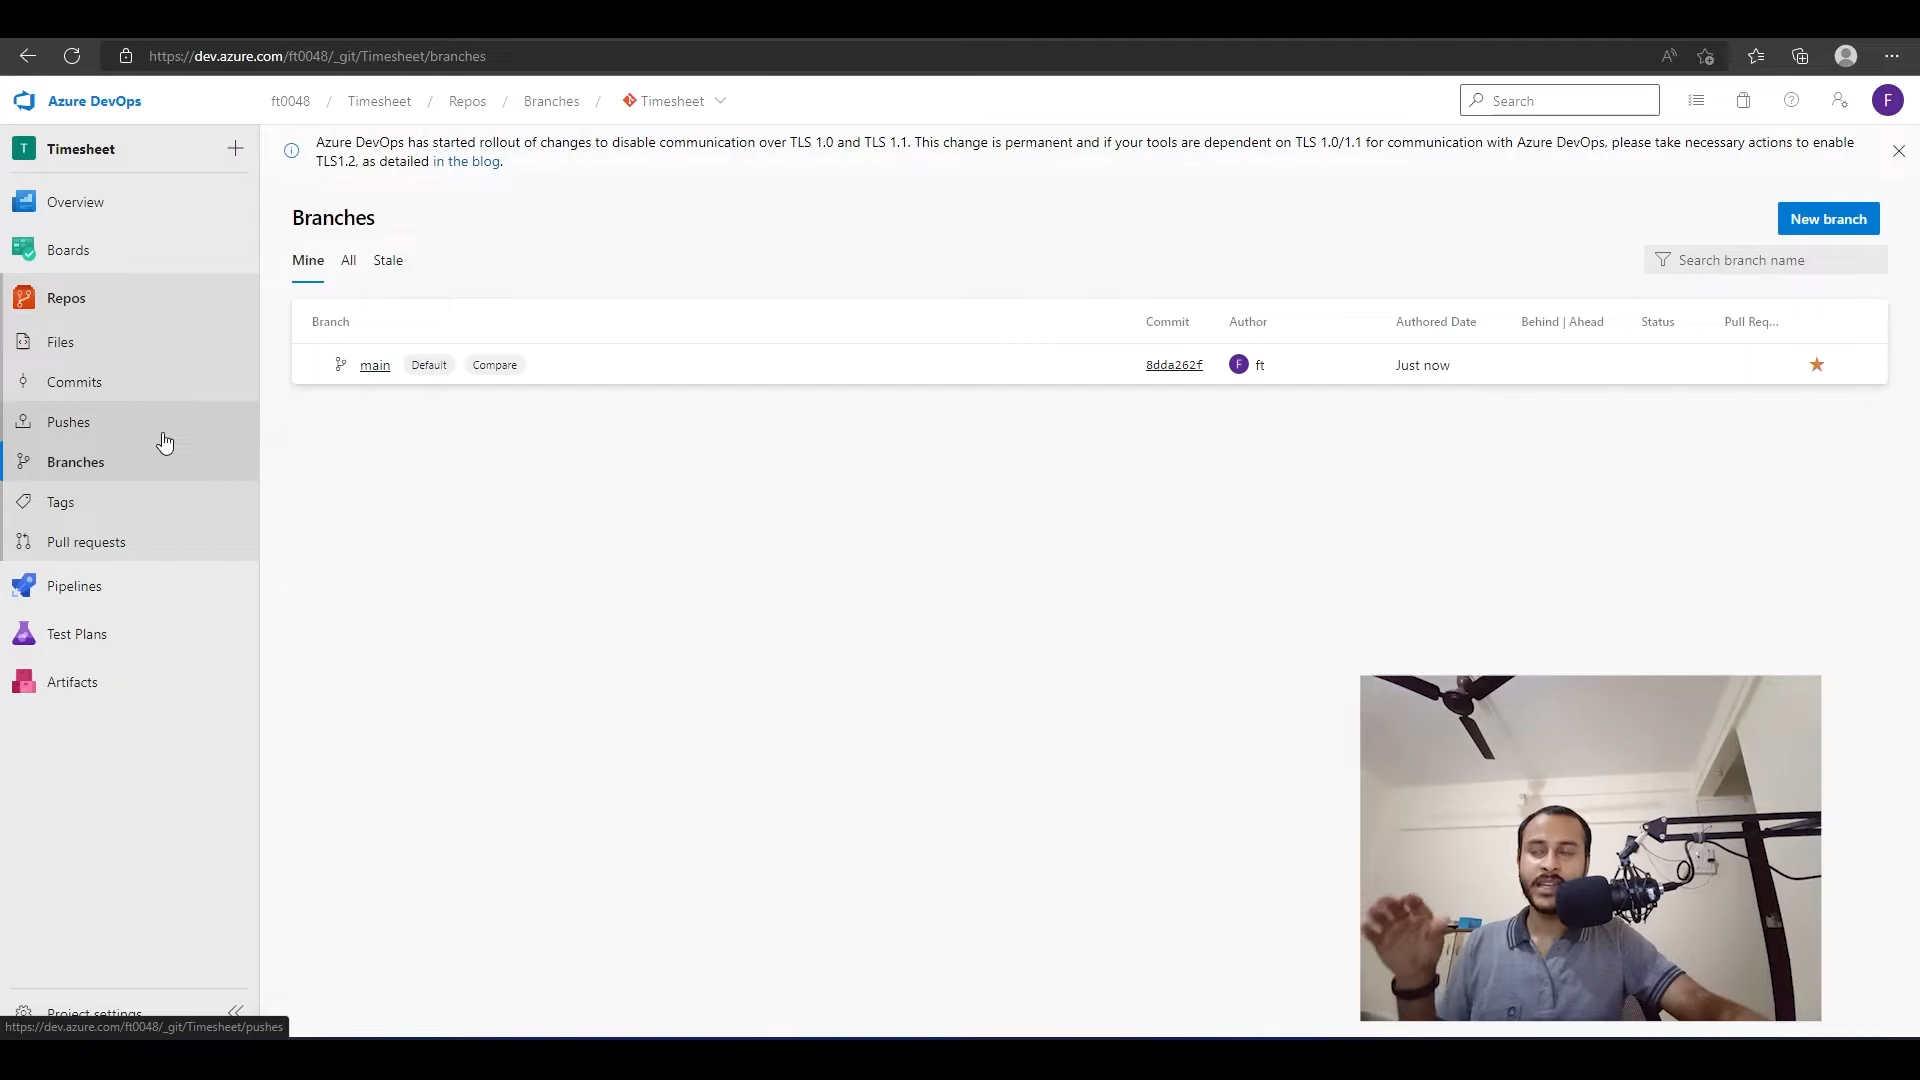 https://dev.azure.com/ft0048/_git/Timesheet/branches
Azure DevOps
ft0048 / Timesheet / Repos / Branches / Timesheet
Search
F
T Timesheet
Azure DevOps has started rollout of changes to disable communication over TLS 1.0 and TLS 1.1. This change is permanent and if your tools are dependent on TLS 1.0/1.1 for communication with Azure DevOps, please take necessary actions to enable
TLS1.2, as detailed in the blog.
Overview
Boards
Repos
Files
Commits
Pushes
Branches
Tags
Pull requests
Pipelines
Test Plans
Artifacts
Project settings
https://dev.azure.com/ft0048/_git/Timesheet/pushes
Branches
New branch
Mine All Stale
Search branch name
Branch Commit Author Authored Date Behind | Ahead Status Pull Req...
main Default Compare 8dda262f F ft Just now